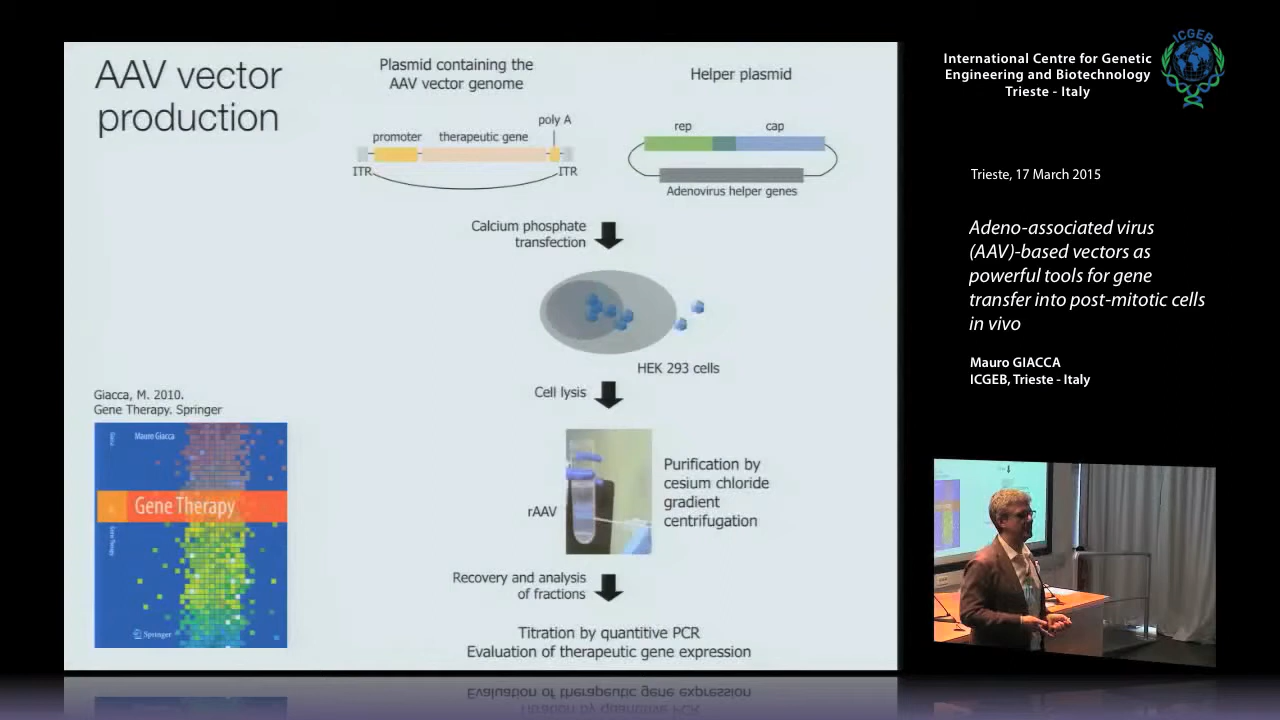 AAV vector
production
Plasmid containing the
AAV vector genome
Helper plasmid
poly A
promoter
therapeutic gene
ITR
ITR
rep
cap
Adenovirus helper genes
Calcium phosphate
transfection
HEK 293 cells
Cell lysis
rAAV
Purification by
cesium chloride
gradient
centrifugation
Recovery and analysis
of fractions
Titration by quantitive PCR
Evaluation of therapeutic gene expression
Giacca, M. 2010.
Gene Therapy. Springer
Mauro Giacca
Gene Therapy
Giacca
Gene Therapy
Springer
International Centre for Genetic
Engineering and Biotechnology
Trieste - Italy
ICGEB
Trieste, 17 March 2015
Adeno-associated virus
(AAV)-based vectors as
powerful tools for gene
transfer into post-mitotic cells
in vivo
Mauro GIACCA
ICGEB, Trieste - Italy